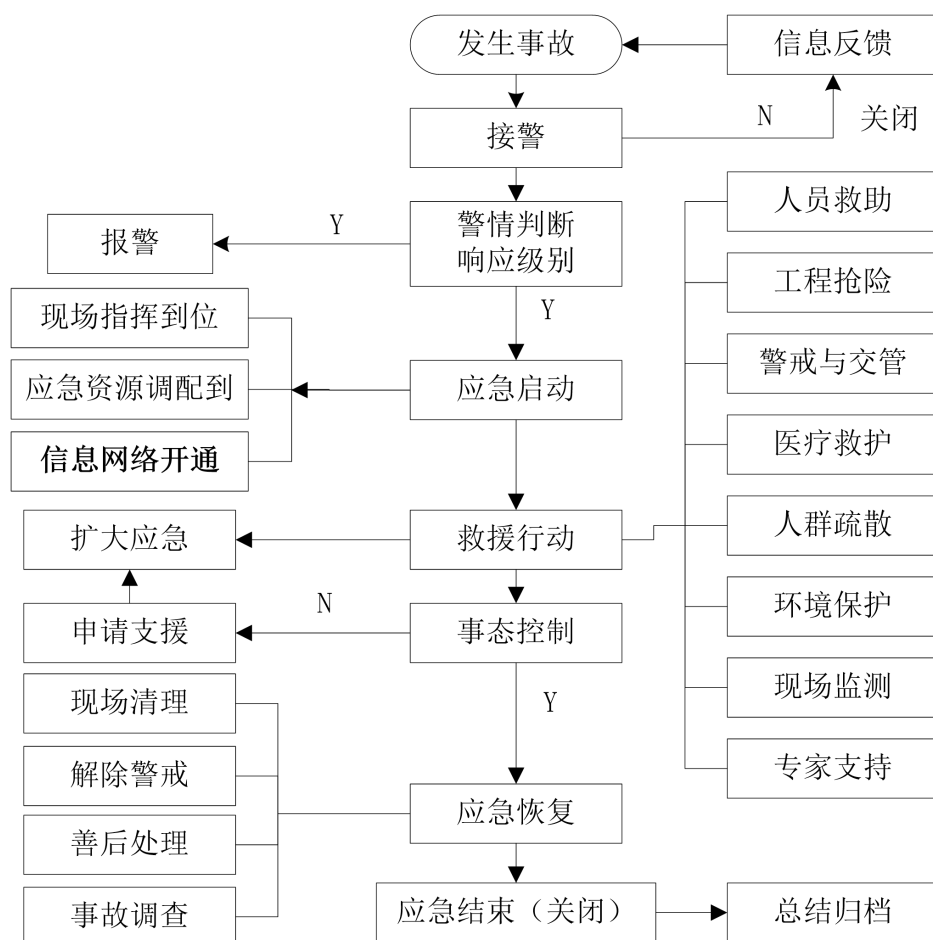 发生事故
信息反馈
接警
N
关闭
人员救助
警情判断
响应级别
Y
报警
工程抢险
现场指挥到位
Y
警戒与交管
应急资源调配到
应急启动
医疗救护
信息网络开通
扩大应急
救援行动
人群疏散
环境保护
N
申请支援
事态控制
现场清理
Y
现场监测
解除警戒
专家支持
应急恢复
善后处理
事故调查
应急结束（关闭）
总结归档